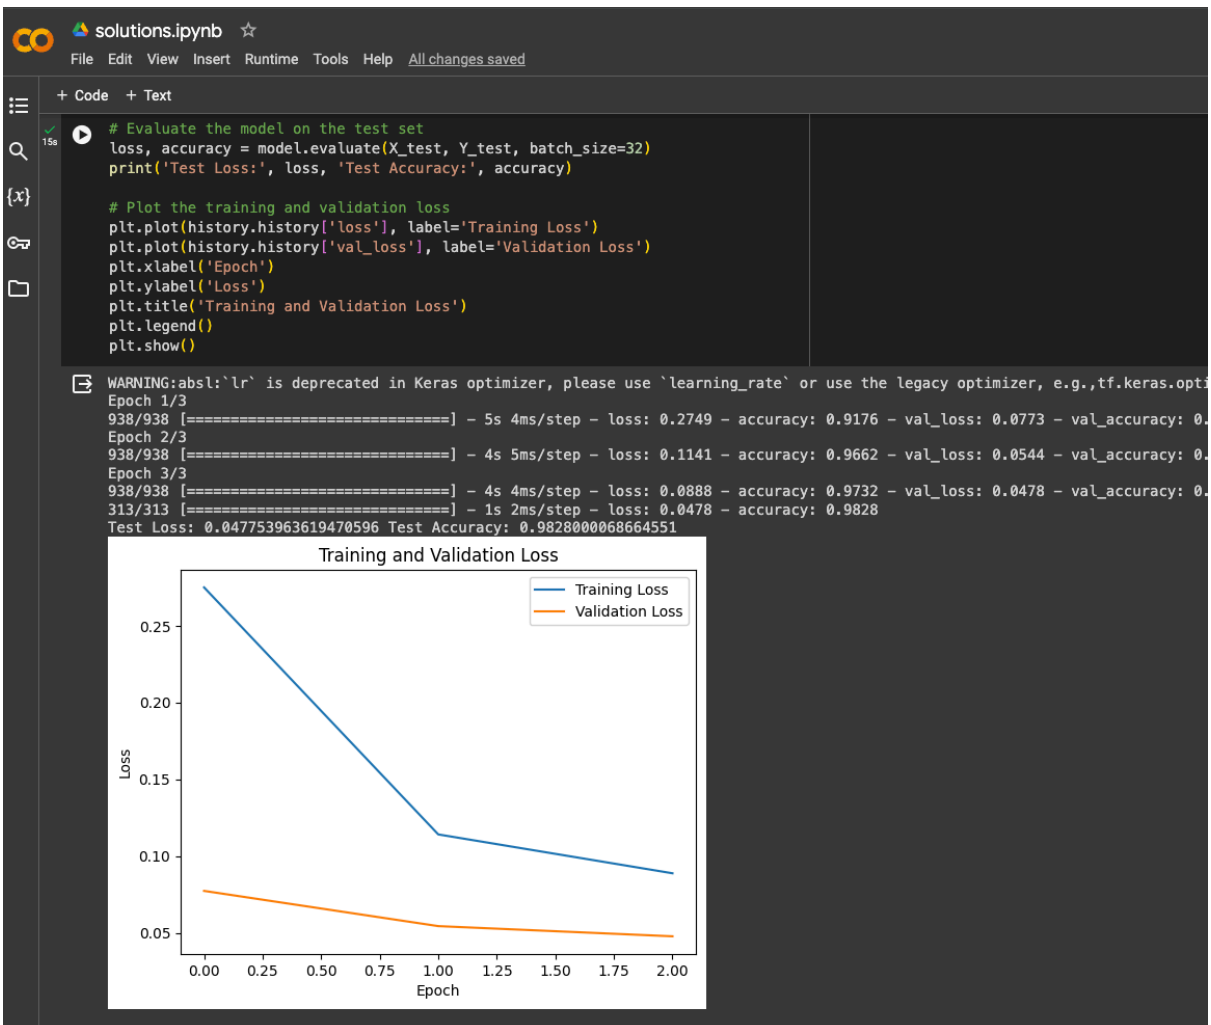 solutions.ipynb
File Edit View Insert Runtime Tools Help All changes saved
+ Code + Text
15s
{x}
# Evaluate the model on the test set
loss, accuracy = model.evaluate(X_test, Y_test, batch_size=32)
print('Test Loss:', loss, 'Test Accuracy:', accuracy)
# Plot the training and validation loss
plt.plot(history.history['loss'], label='Training Loss')
plt.plot(history.history['val_loss'], label='Validation Loss')
plt.xlabel('Epoch')
plt.ylabel('Loss')
plt.title('Training and Validation Loss')
plt.legend()
plt.show()
WARNING:absl:`lr` is deprecated in Keras optimizer, please use `learning_rate` or use the legacy optimizer, e.g.,tf.keras.opti
Epoch 1/3
938/938 [==============================] - 5s 4ms/step - loss: 0.2749 - accuracy: 0.9176 - val_loss: 0.0773 - val_accuracy: 0.
Epoch 2/3
938/938 [==============================] - 4s 5ms/step - loss: 0.1141 - accuracy: 0.9662 - val_loss: 0.0544 - val_accuracy: 0.
Epoch 3/3
938/938 [==============================] - 4s 4ms/step - loss: 0.0888 - accuracy: 0.9732 - val_loss: 0.0478 - val_accuracy: 0.
313/313 [==============================] - 1s 2ms/step - loss: 0.0478 - accuracy: 0.9828
Test Loss: 0.047753963619470596 Test Accuracy: 0.9828000068664551
Training and Validation Loss
Training Loss
Validation Loss
0.25
0.20
0.15
0.10
0.05
Loss
0.00 0.25 0.50 0.75 1.00 1.25 1.50 1.75 2.00
Epoch